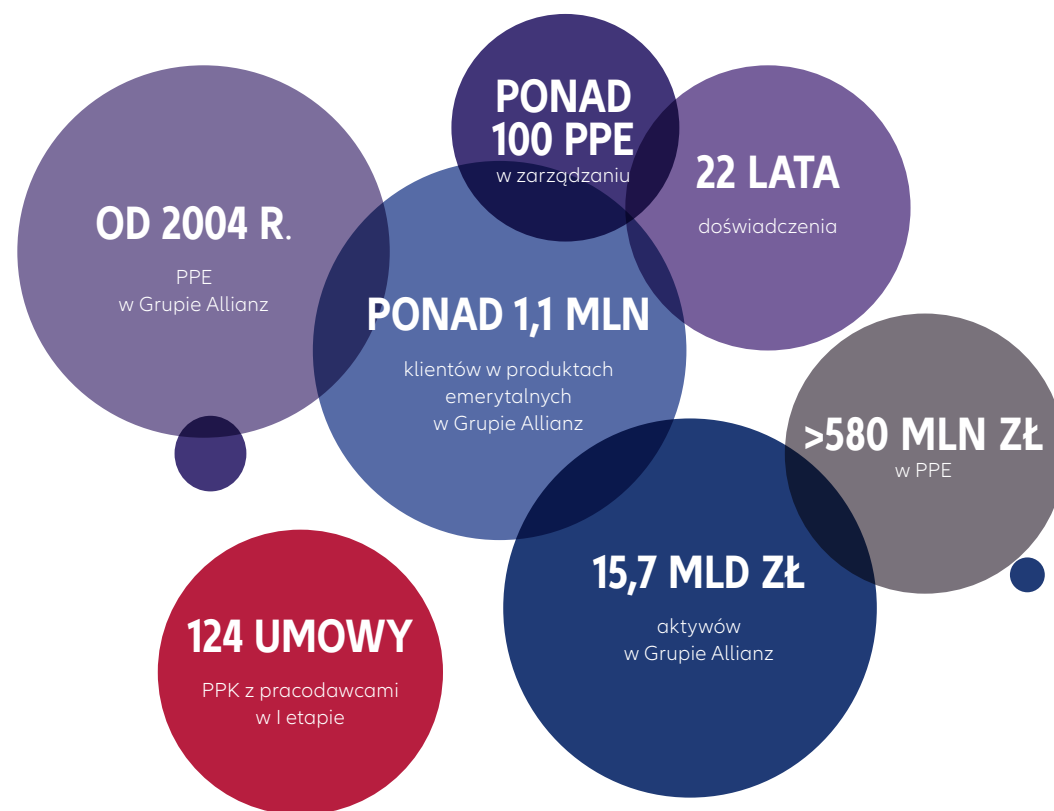 PONAD
100 PPE
w zarządzaniu
22 LATA
doświadczenia
OD 2004 R.
PPE
w Grupie Allianz
PONAD 1,1 MLN
klientów w produktach
emerytalnych
w Grupie Allianz
>580 MLN ZŁ
w PPE
15,7 MLD ZŁ
aktywów
w Grupie Allianz
124 UMOWY
PPK z pracodawcami
w I etapie